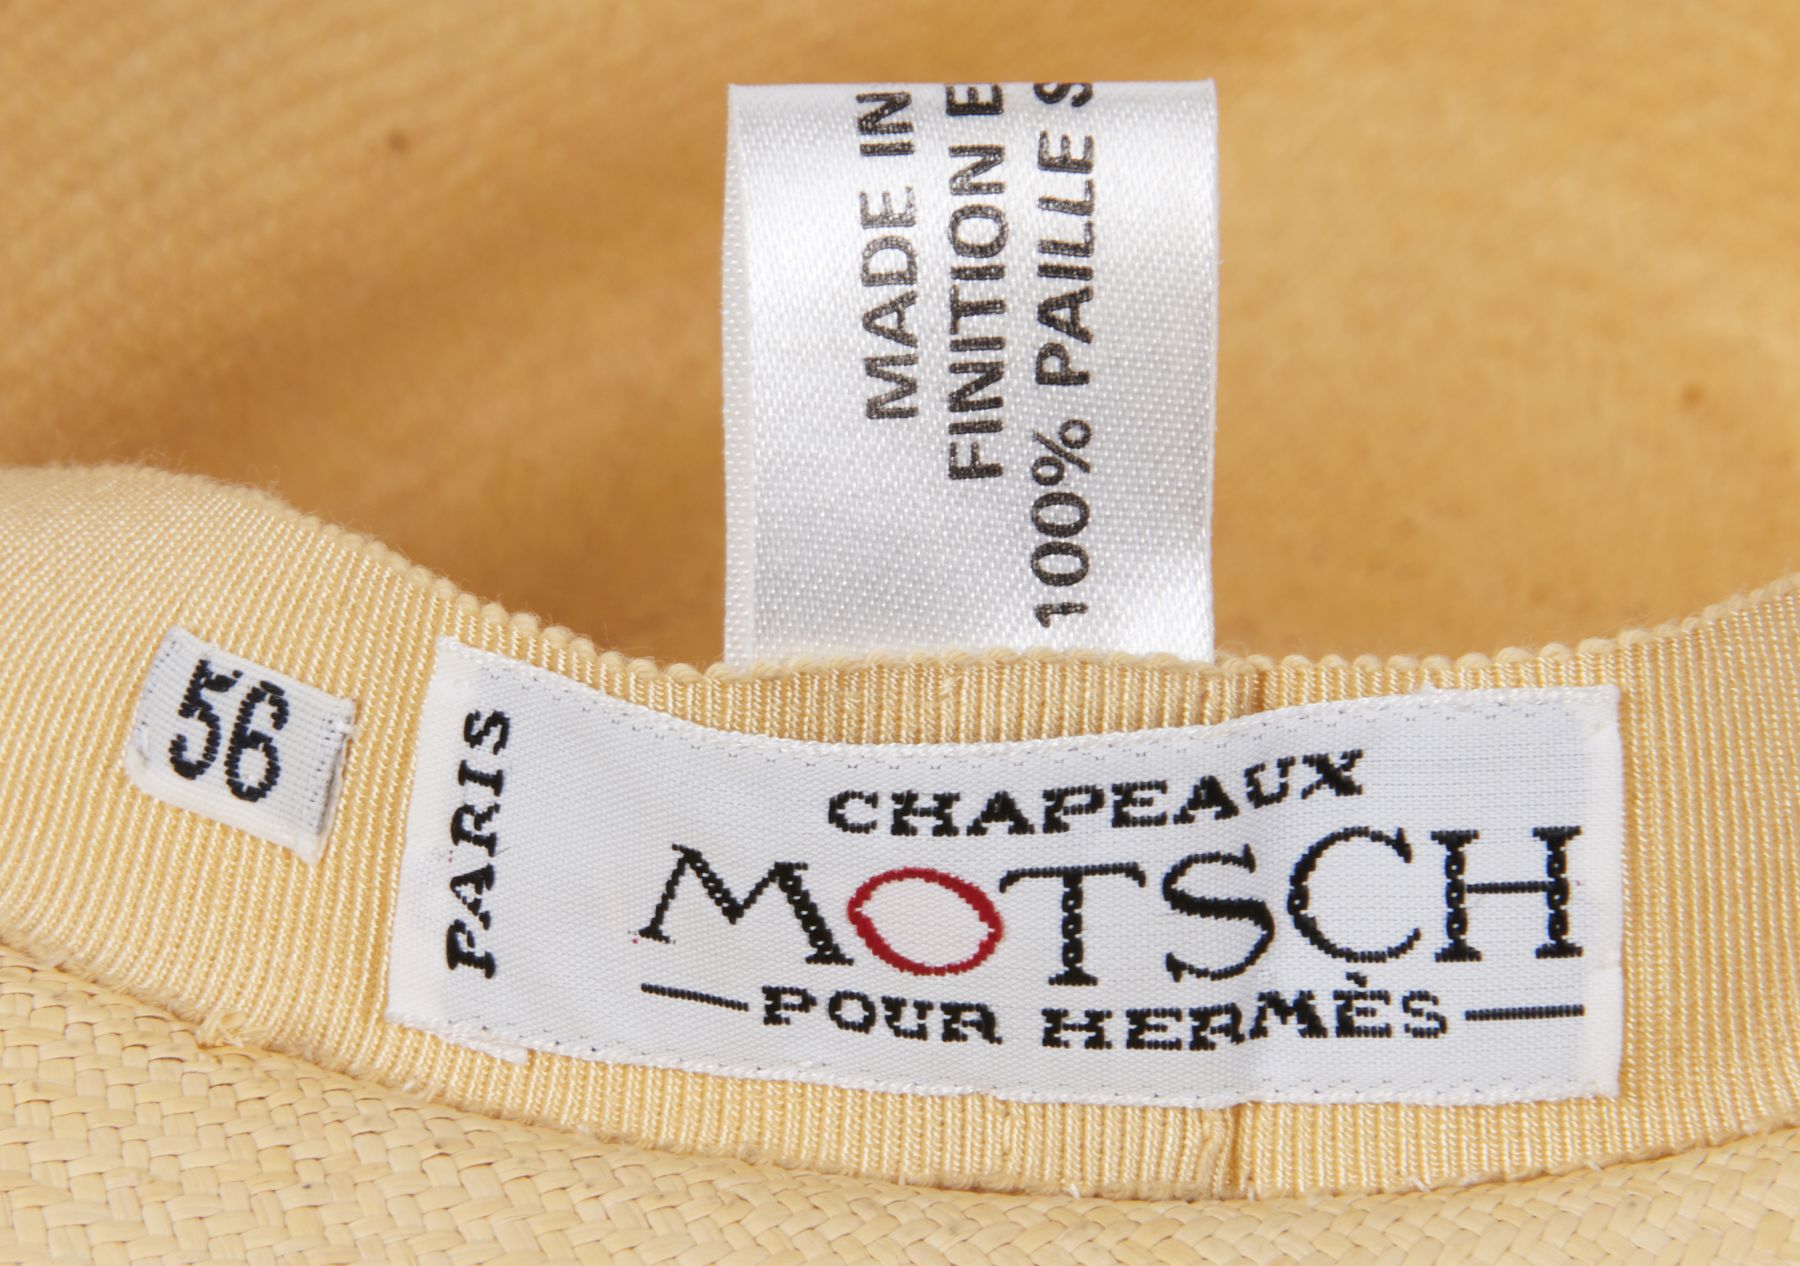 MADE IN
FINITION E
100% PAILLE S
56
PARIS
CHAPEAUX
MOTSCH
POUR HERMÈS